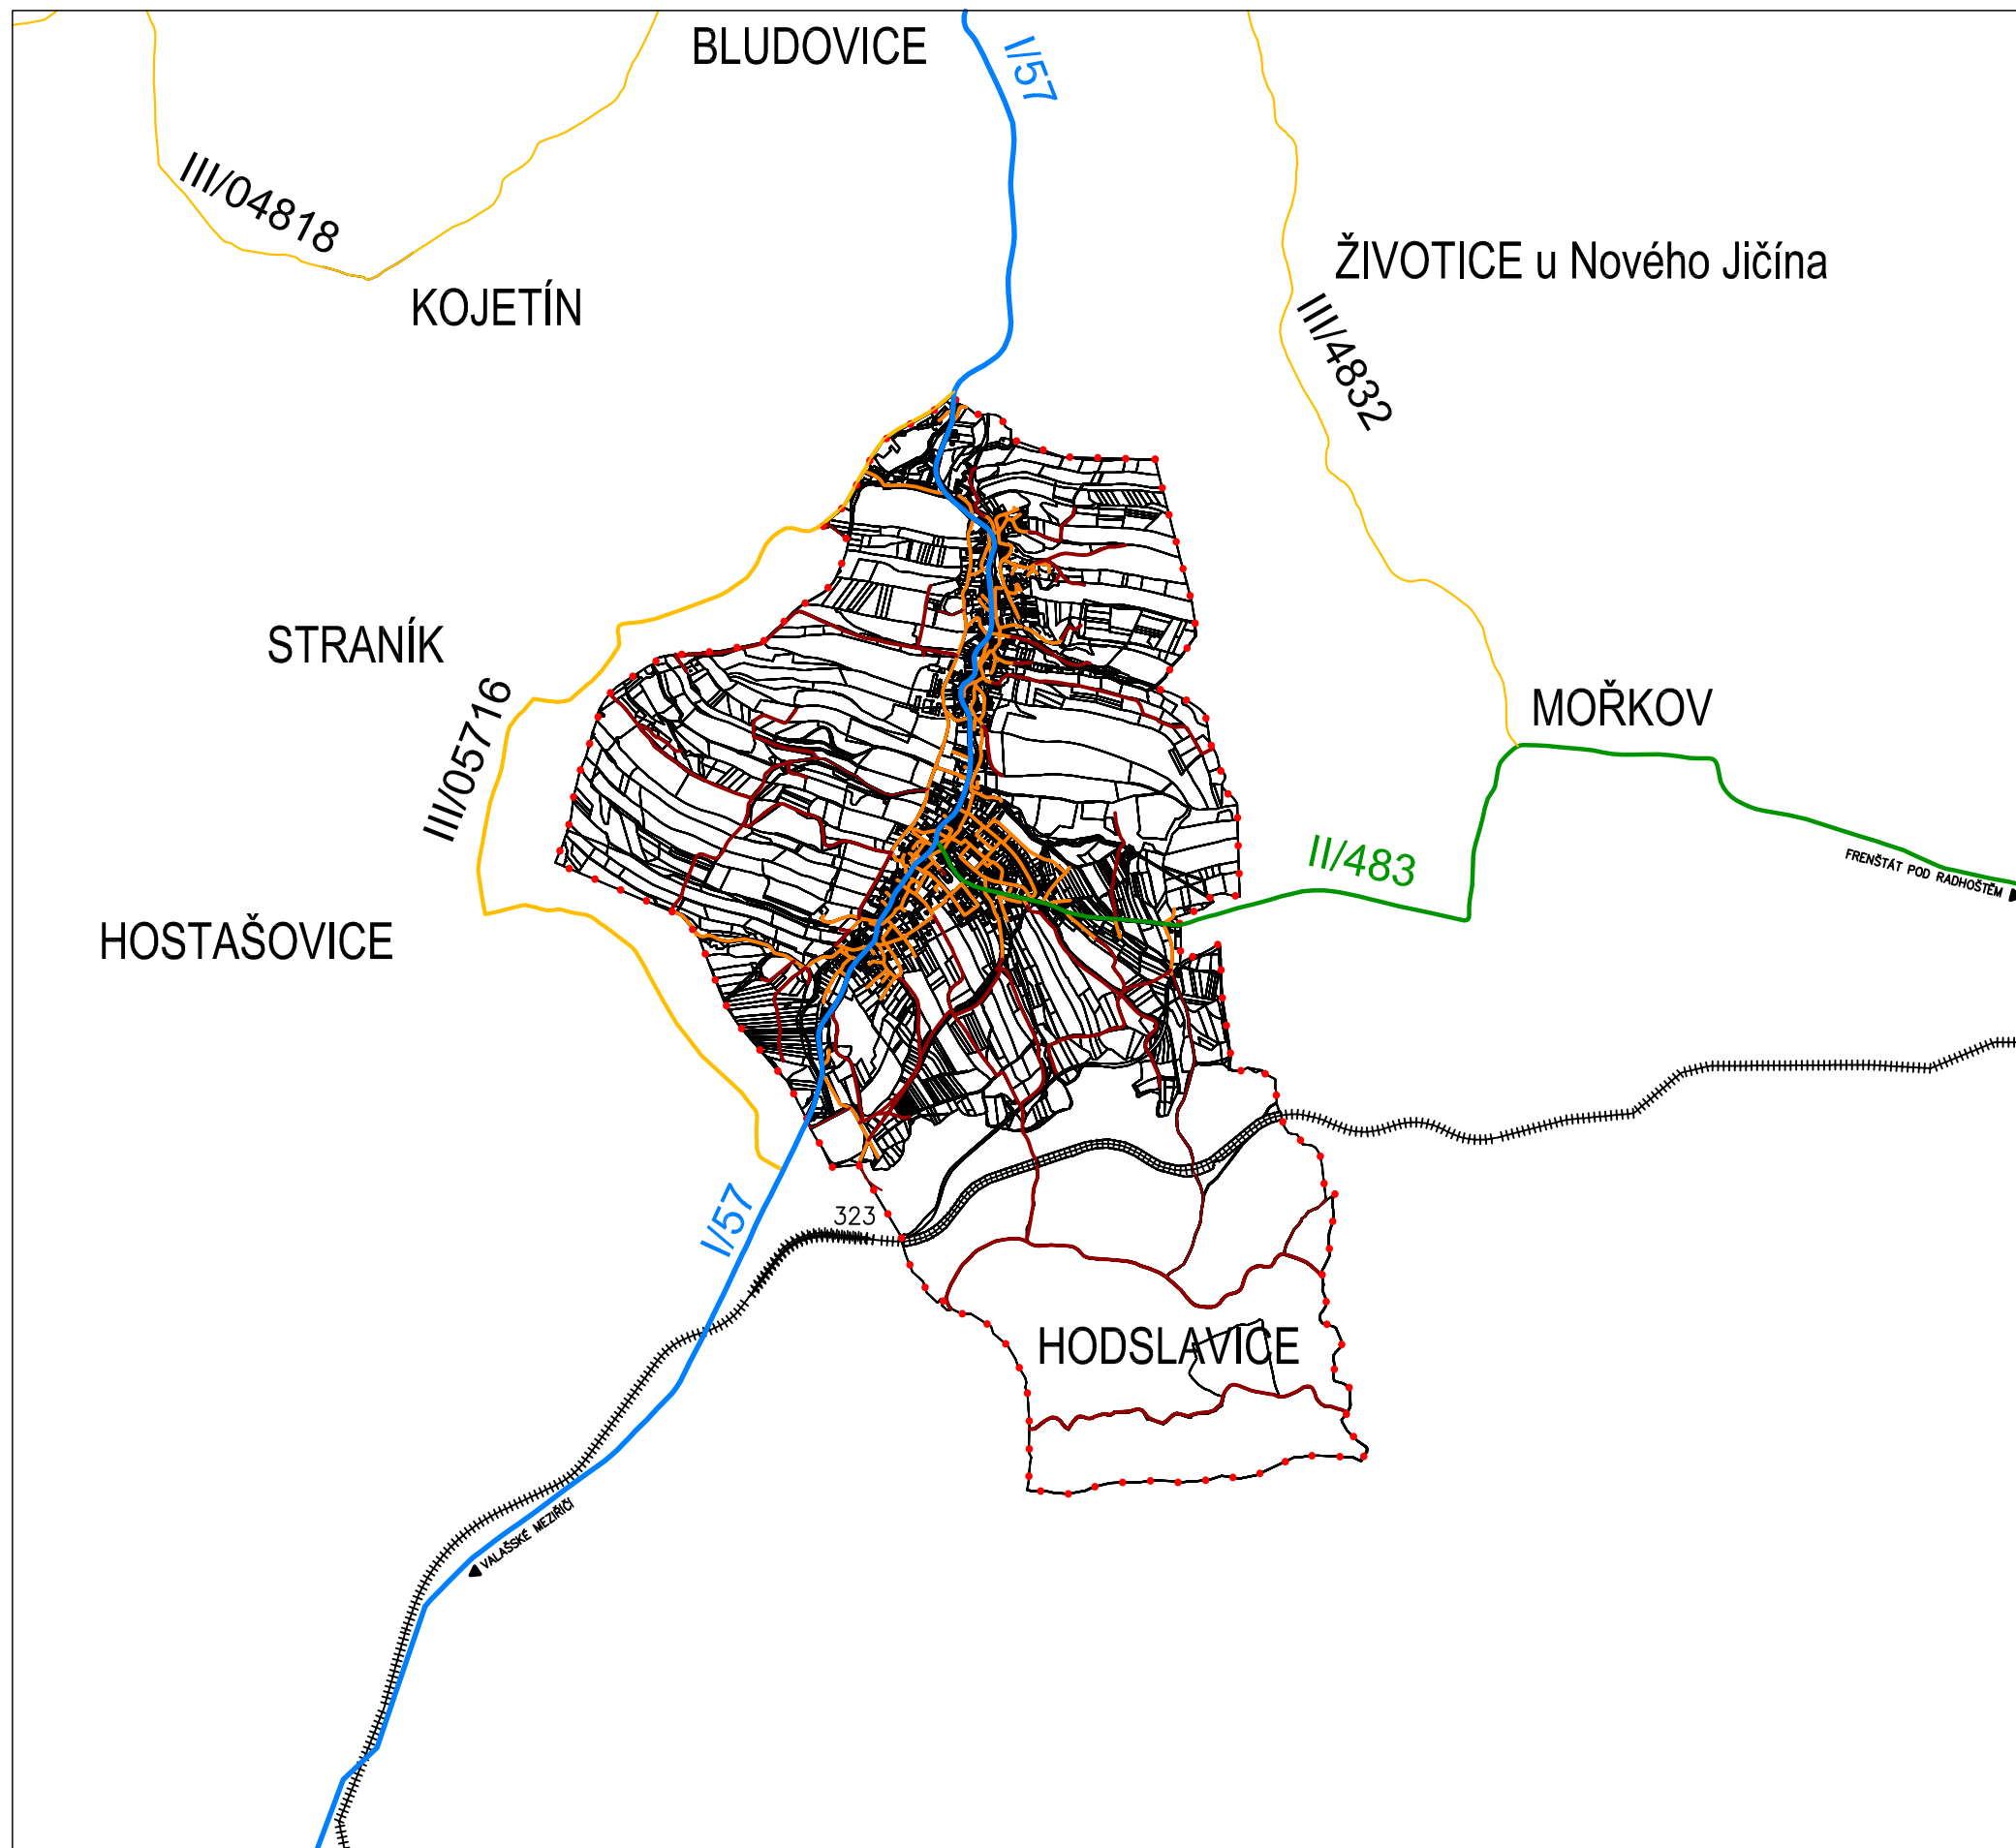 BLUDOVICE
I/57
III/04818
ŽIVOTICE u Nového Jičína
KOJETÍN
III/4832
STRANÍK
III/05716
MOŘKOV
II/483
FRENŠTÁT POD RADHOŠTĚM
HOSTAŠOVICE
I/57
323
HODSLAVICE
VALAŠSKÉ MEZIŘÍČÍ